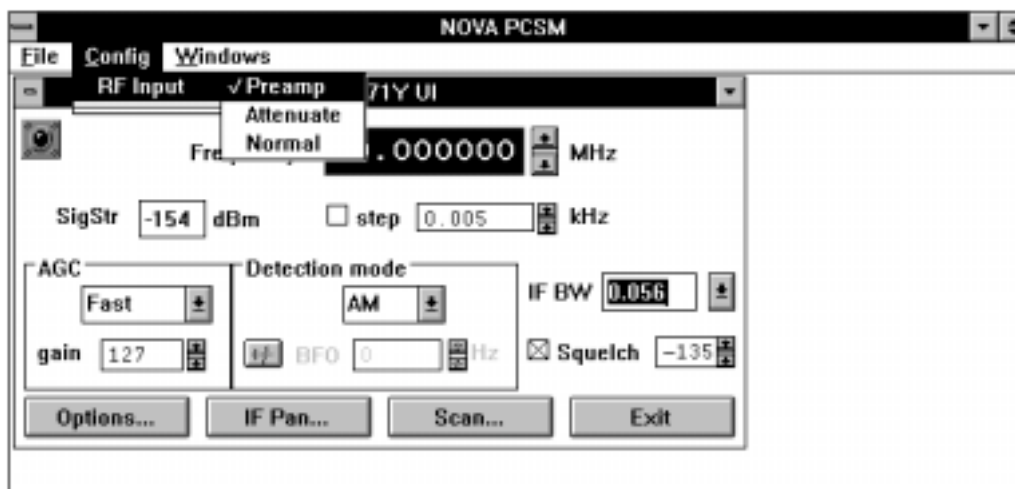 NOVA PCSM
File Config Windows
RF Input √ Preamp
Attenuate
Normal
71Y UI
.000000 MHz
SigStr -154 dBm step 0.005 kHz
AGC
Fast
gain 127
Detection mode
AM
+/- BFO 0 Hz
IF BW 0.056
Squelch -135
Options... IF Pan... Scan... Exit